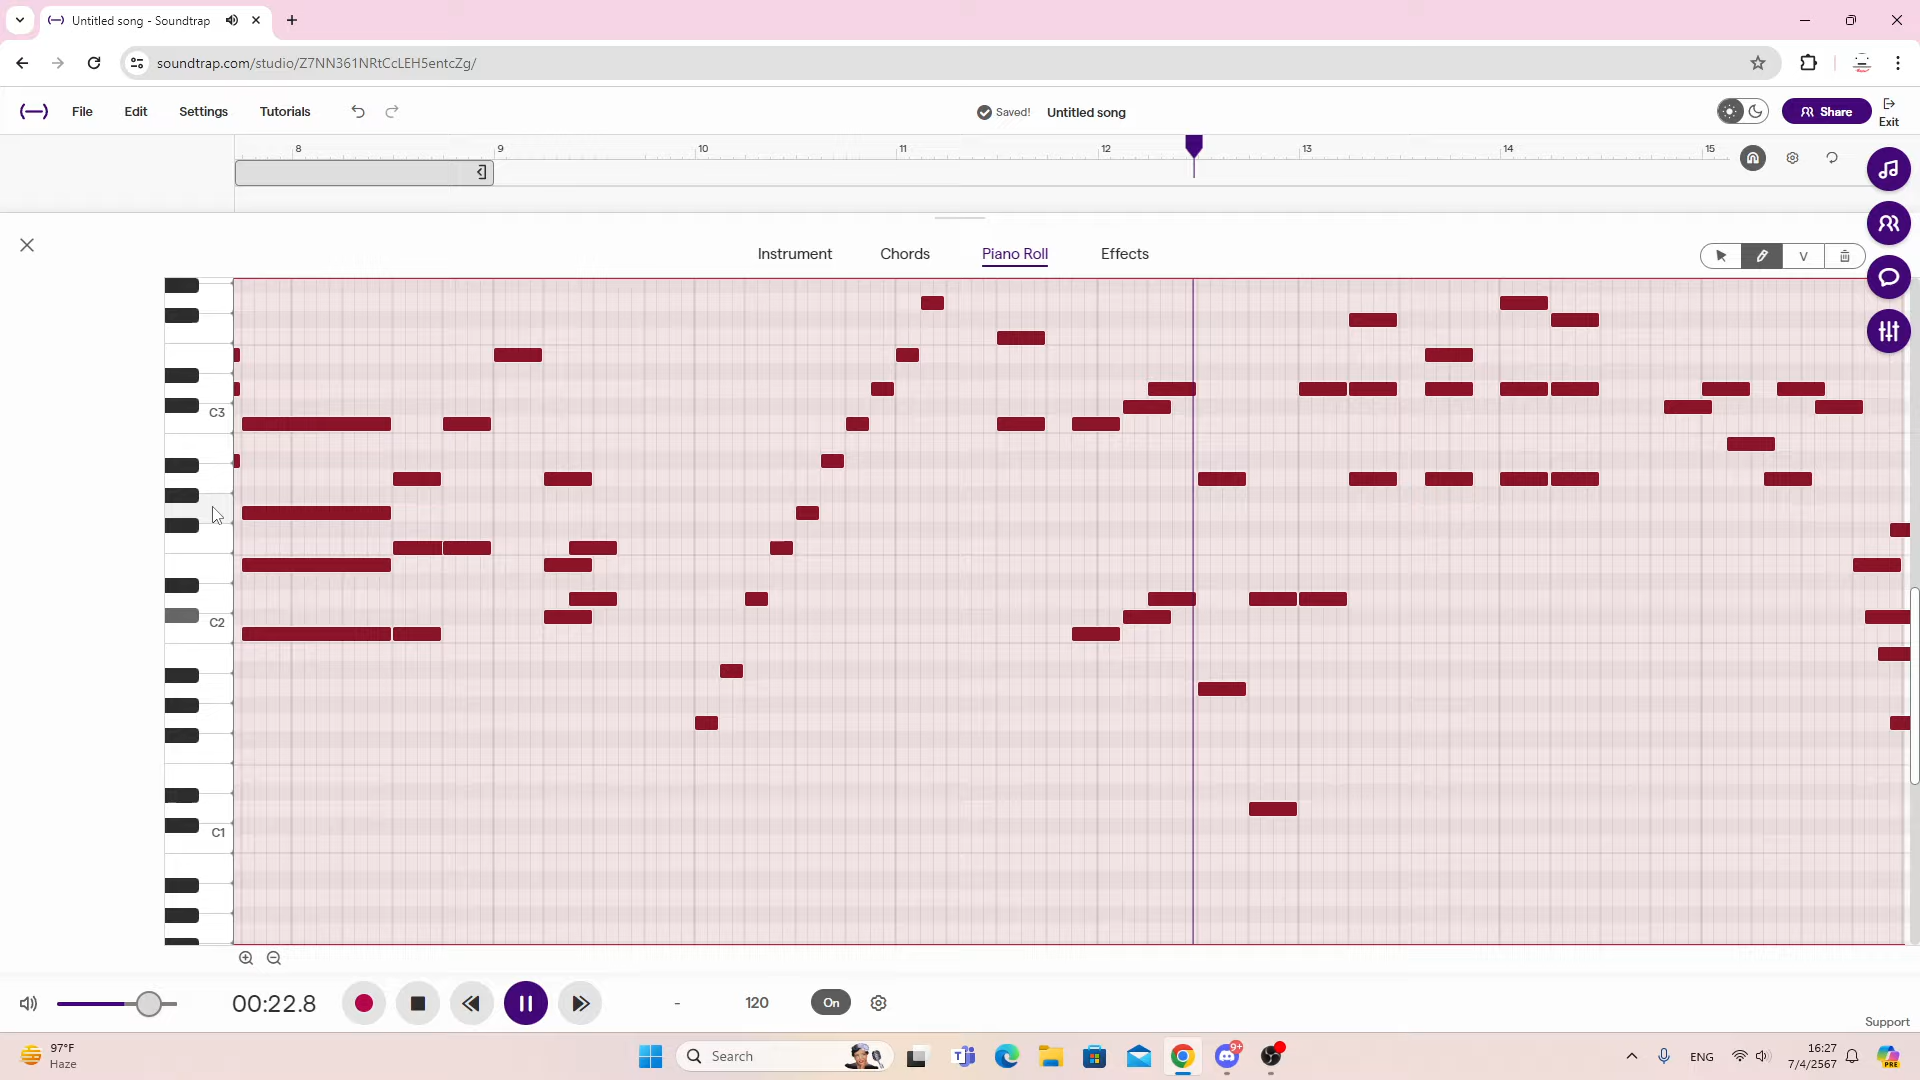 Untitled song - Soundtrap
soundtrap.com/studio/Z7NN361NRtCcLEH5entcZg/
File Edit Settings Tutorials Saved! Untitled song Share Exit
8 9 10 11 12 13 14 15
Instrument Chords Piano Roll Effects
V
C3
C2
C1
00:22.8 - 120 On
Support
97°F
Haze
Search
9+
PRE
ENG
16:27
7/4/2567